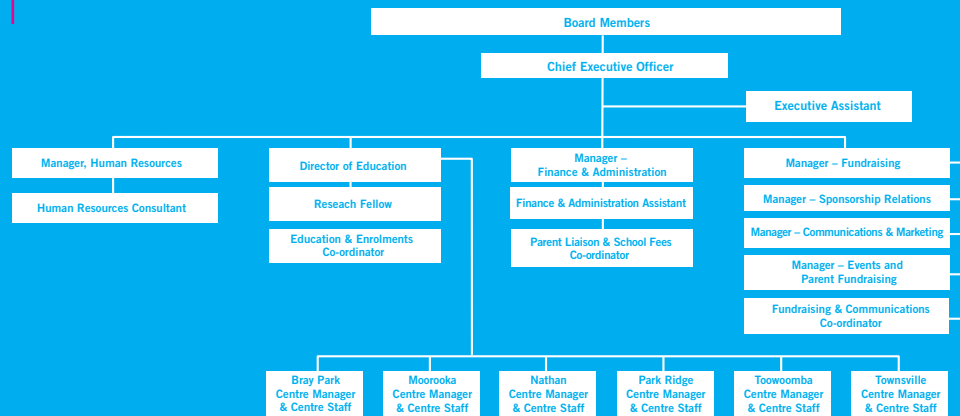 Board Members
Chief Executive Officer
Executive Assistant
Manager, Human Resources
Human Resources Consultant
Director of Education
Reseach Fellow
Education & Enrolments
Co-ordinator
Manager –
Finance & Administration
Finance & Administration Assistant
Parent Liaison & School Fees
Co-ordinator
Manager – Fundraising
Manager – Sponsorship Relations
Manager – Communications & Marketing
Manager – Events and
Parent Fundraising
Fundraising & Communications
Co-ordinator
Bray Park
Centre Manager
& Centre Staff
Moorooka
Centre Manager
& Centre Staff
Nathan
Centre Manager
& Centre Staff
Park Ridge
Centre Manager
& Centre Staff
Toowoomba
Centre Manager
& Centre Staff
Townsville
Centre Manager
& Centre Staff